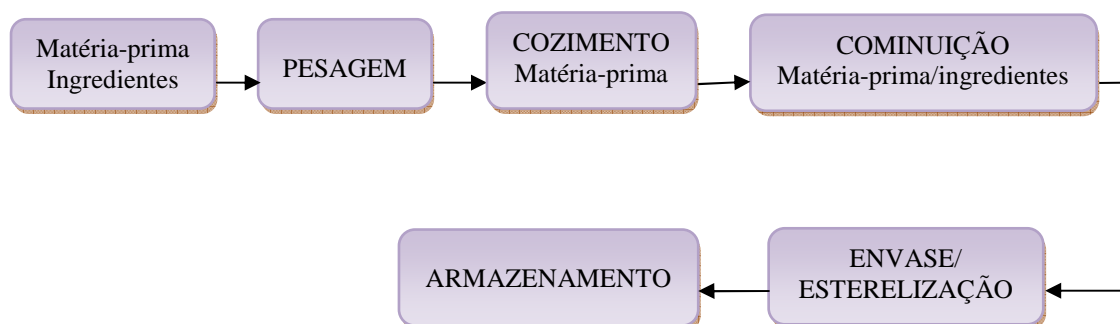 Matéria-prima
Ingredientes
PESAGEM
COZIMENTO
Matéria-prima
COMINUIÇÃO
Matéria-prima/ingredientes
ARMAZENAMENTO
ENVASE/
ESTERELIZAÇÃO